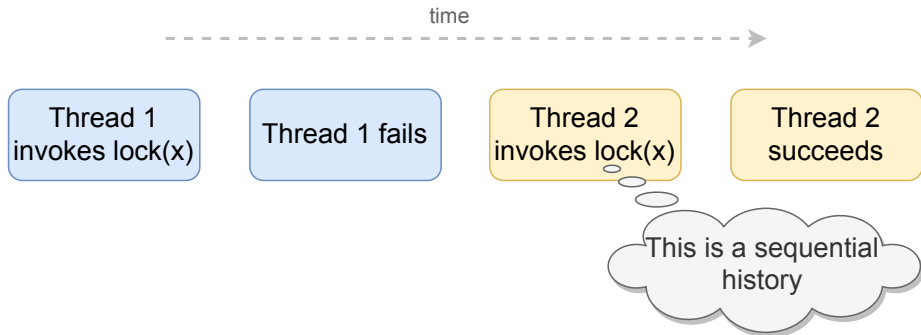 time
Thread 1
invokes lock(x)
Thread 1 fails
Thread 2
invokes lock(x)
Thread 2
succeeds
This is a sequential
history